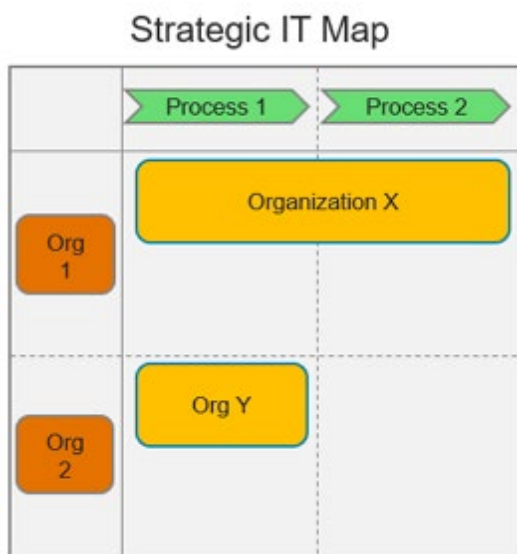 Strategic IT Map
Process 1
Process 2
Organization X
Org
1
Org Y
Org
2